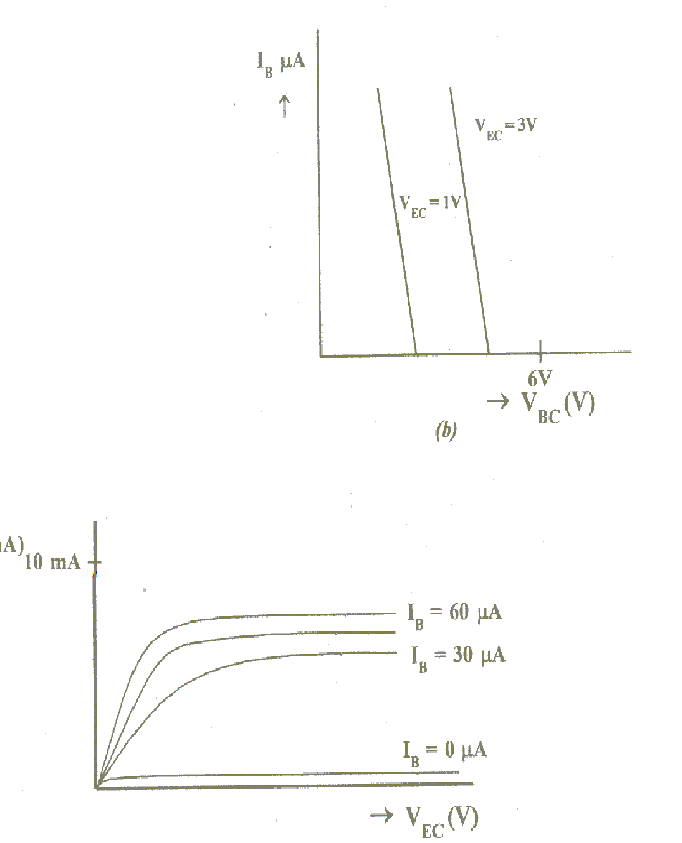 I_B μA
↑
V_EC = 3V
V_EC = 1V
6V
→ V_BC (V)
(b)
A)
10 mA
I_B = 60 μA
I_B = 30 μA
I_B = 0 μA
→ V_EC (V)